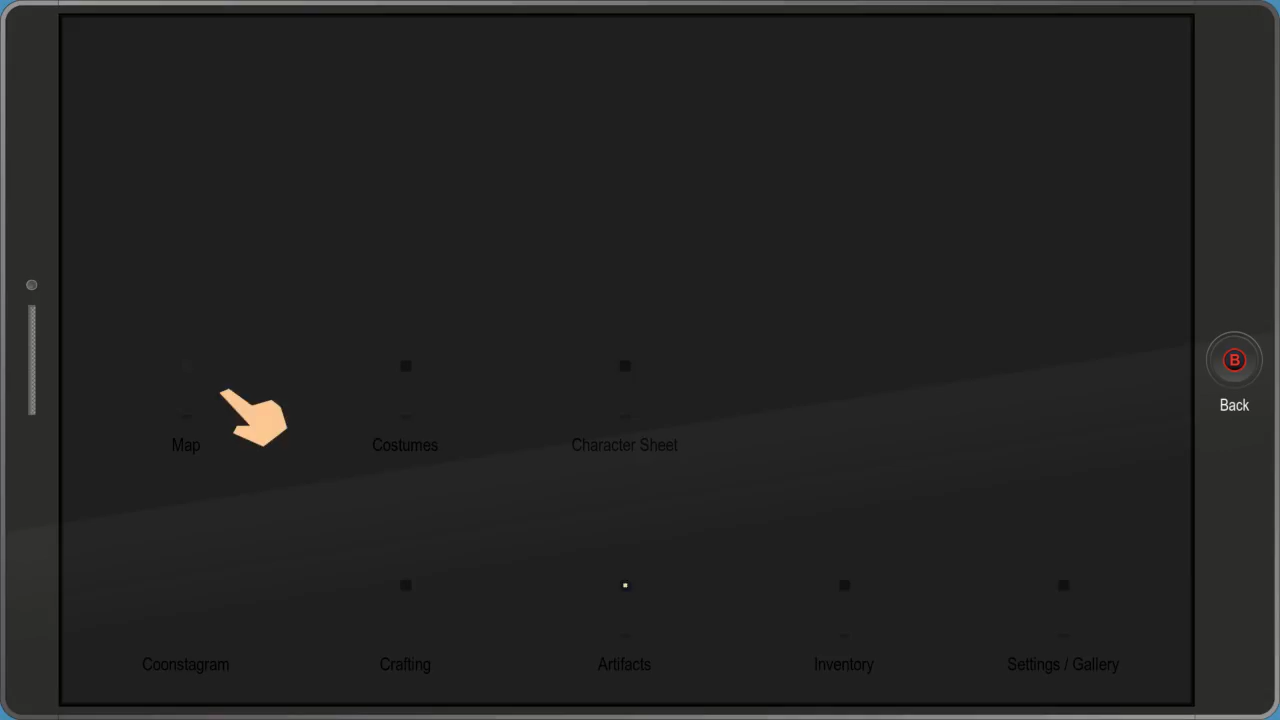 B
Back
Map
Costumes
Character Sheet
Coonstagram
Crafting
Artifacts
Inventory
Settings / Gallery